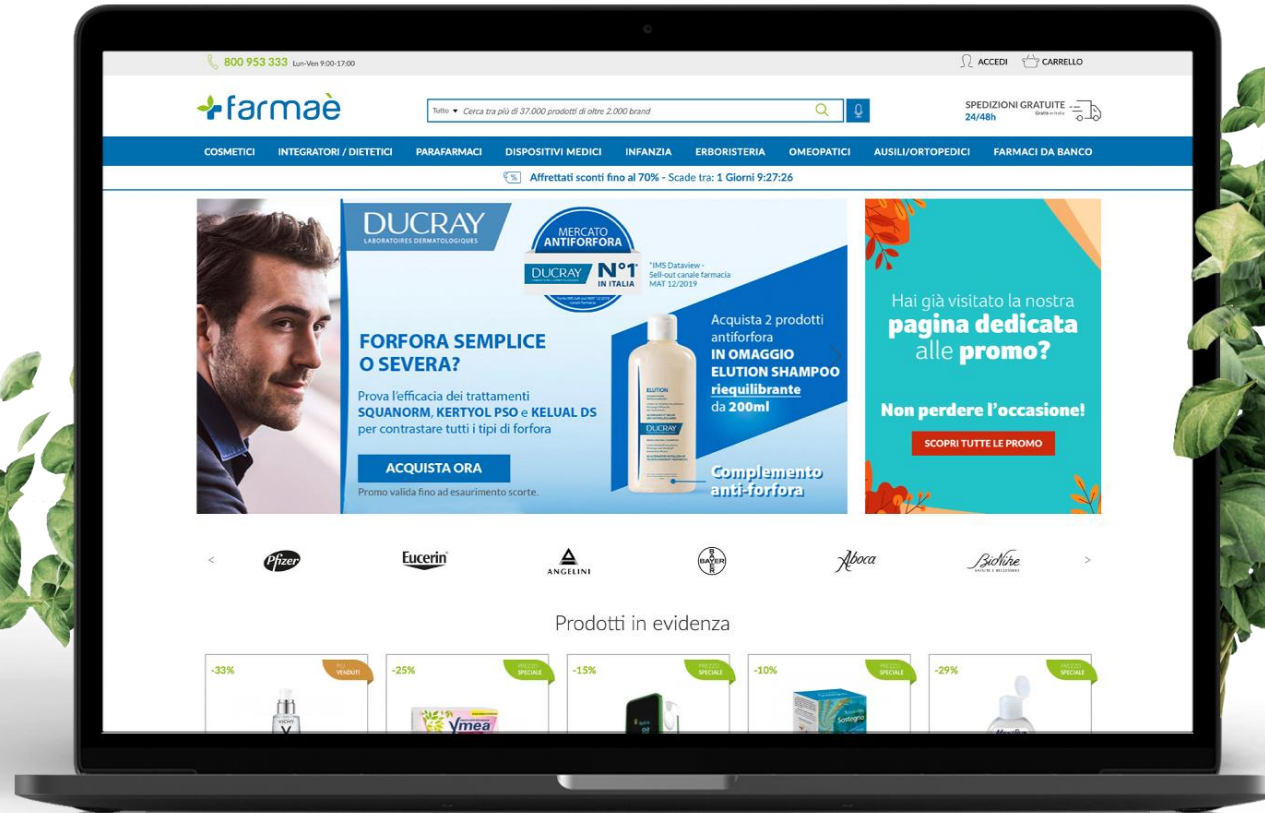 800 953 333 Lun-Ven 9:00-17:00
ACCEDI
CARRELLO
farmaè
Tutto
Cerca tra più di 37.000 prodotti di oltre 2.000 brand
SPEDIZIONI GRATUITE
24/48h
COSMETICI
INTEGRATORI / DIETETICI
PARAFARMACI
DISPOSITIVI MEDICI
INFANZIA
ERBORISTERIA
OMEOPATICI
AUSILI/ORTOPEDICI
FARMACI DA BANCO
Affrettati sconti fino al 70% - Scade tra: 1 Giorni 9:27:26
DUCRAY
LABORATOIRES DERMATOLOGIQUES
MERCATO
ANTIFORFORA
DUCRAY N°1*
IN ITALIA
*IMS Dataview -
Sell-out canale farmacia
MAT 12/2019
FORFORA SEMPLICE
O SEVERA?
Prova l'efficacia dei trattamenti
SQUANORM, KERTYOL PSO e KELUAL DS
per contrastare tutti i tipi di forfora
ACQUISTA ORA
Promo valida fino ad esaurimento scorte.
ELUTION
DUCRAY
Acquista 2 prodotti
antiforfora
IN OMAGGIO
ELUTION SHAMPOO
riequilibrante
da 200ml
Complemento
anti-forfora
Hai già visitato la nostra
pagina dedicata
alle promo?
Non perdere l'occasione!
SCOPRI TUTTE LE PROMO
<
Pfizer
Eucerin
ANGELINI
BAYER
BAYER
Aboca
BioNike
>
Prodotti in evidenza
-33%
PIÙ
VENDUTI
VICHY
-25%
PREZZO
SPECIALE
Ymea
-15%
PREZZO
SPECIALE
-10%
PREZZO
SPECIALE
Sostegno
-29%
PREZZO
SPECIALE